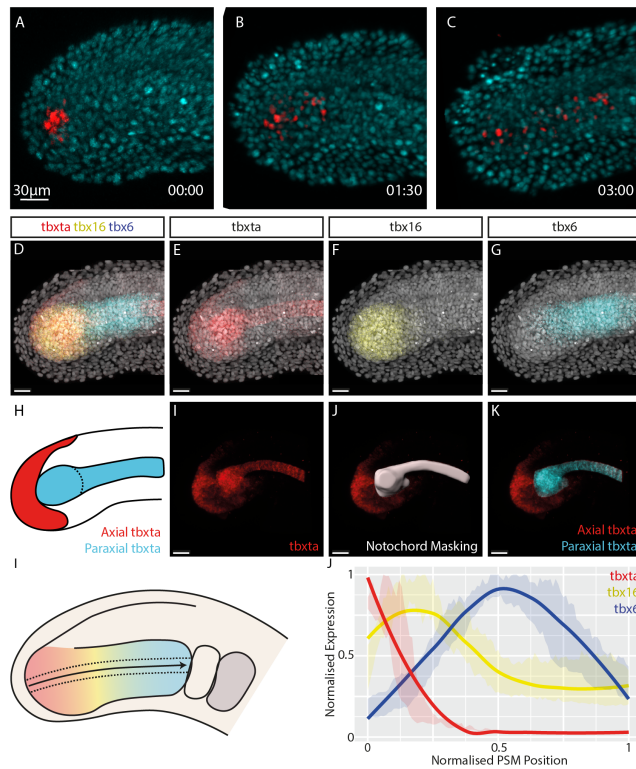 A
B
C
30μm
00:00
01:30
03:00
tbxta tbx16 tbx6
tbxta
tbx16
tbx6
D
E
F
G
H
I
J
K
Axial tbxta
Paraxial tbxta
tbxta
Notochord Masking
Axial tbxta
Paraxial tbxta
I
J
tbxta
tbx16
tbx6
1
0.5
0
Normalised Expression
0
0.5
1
Normalised PSM Position